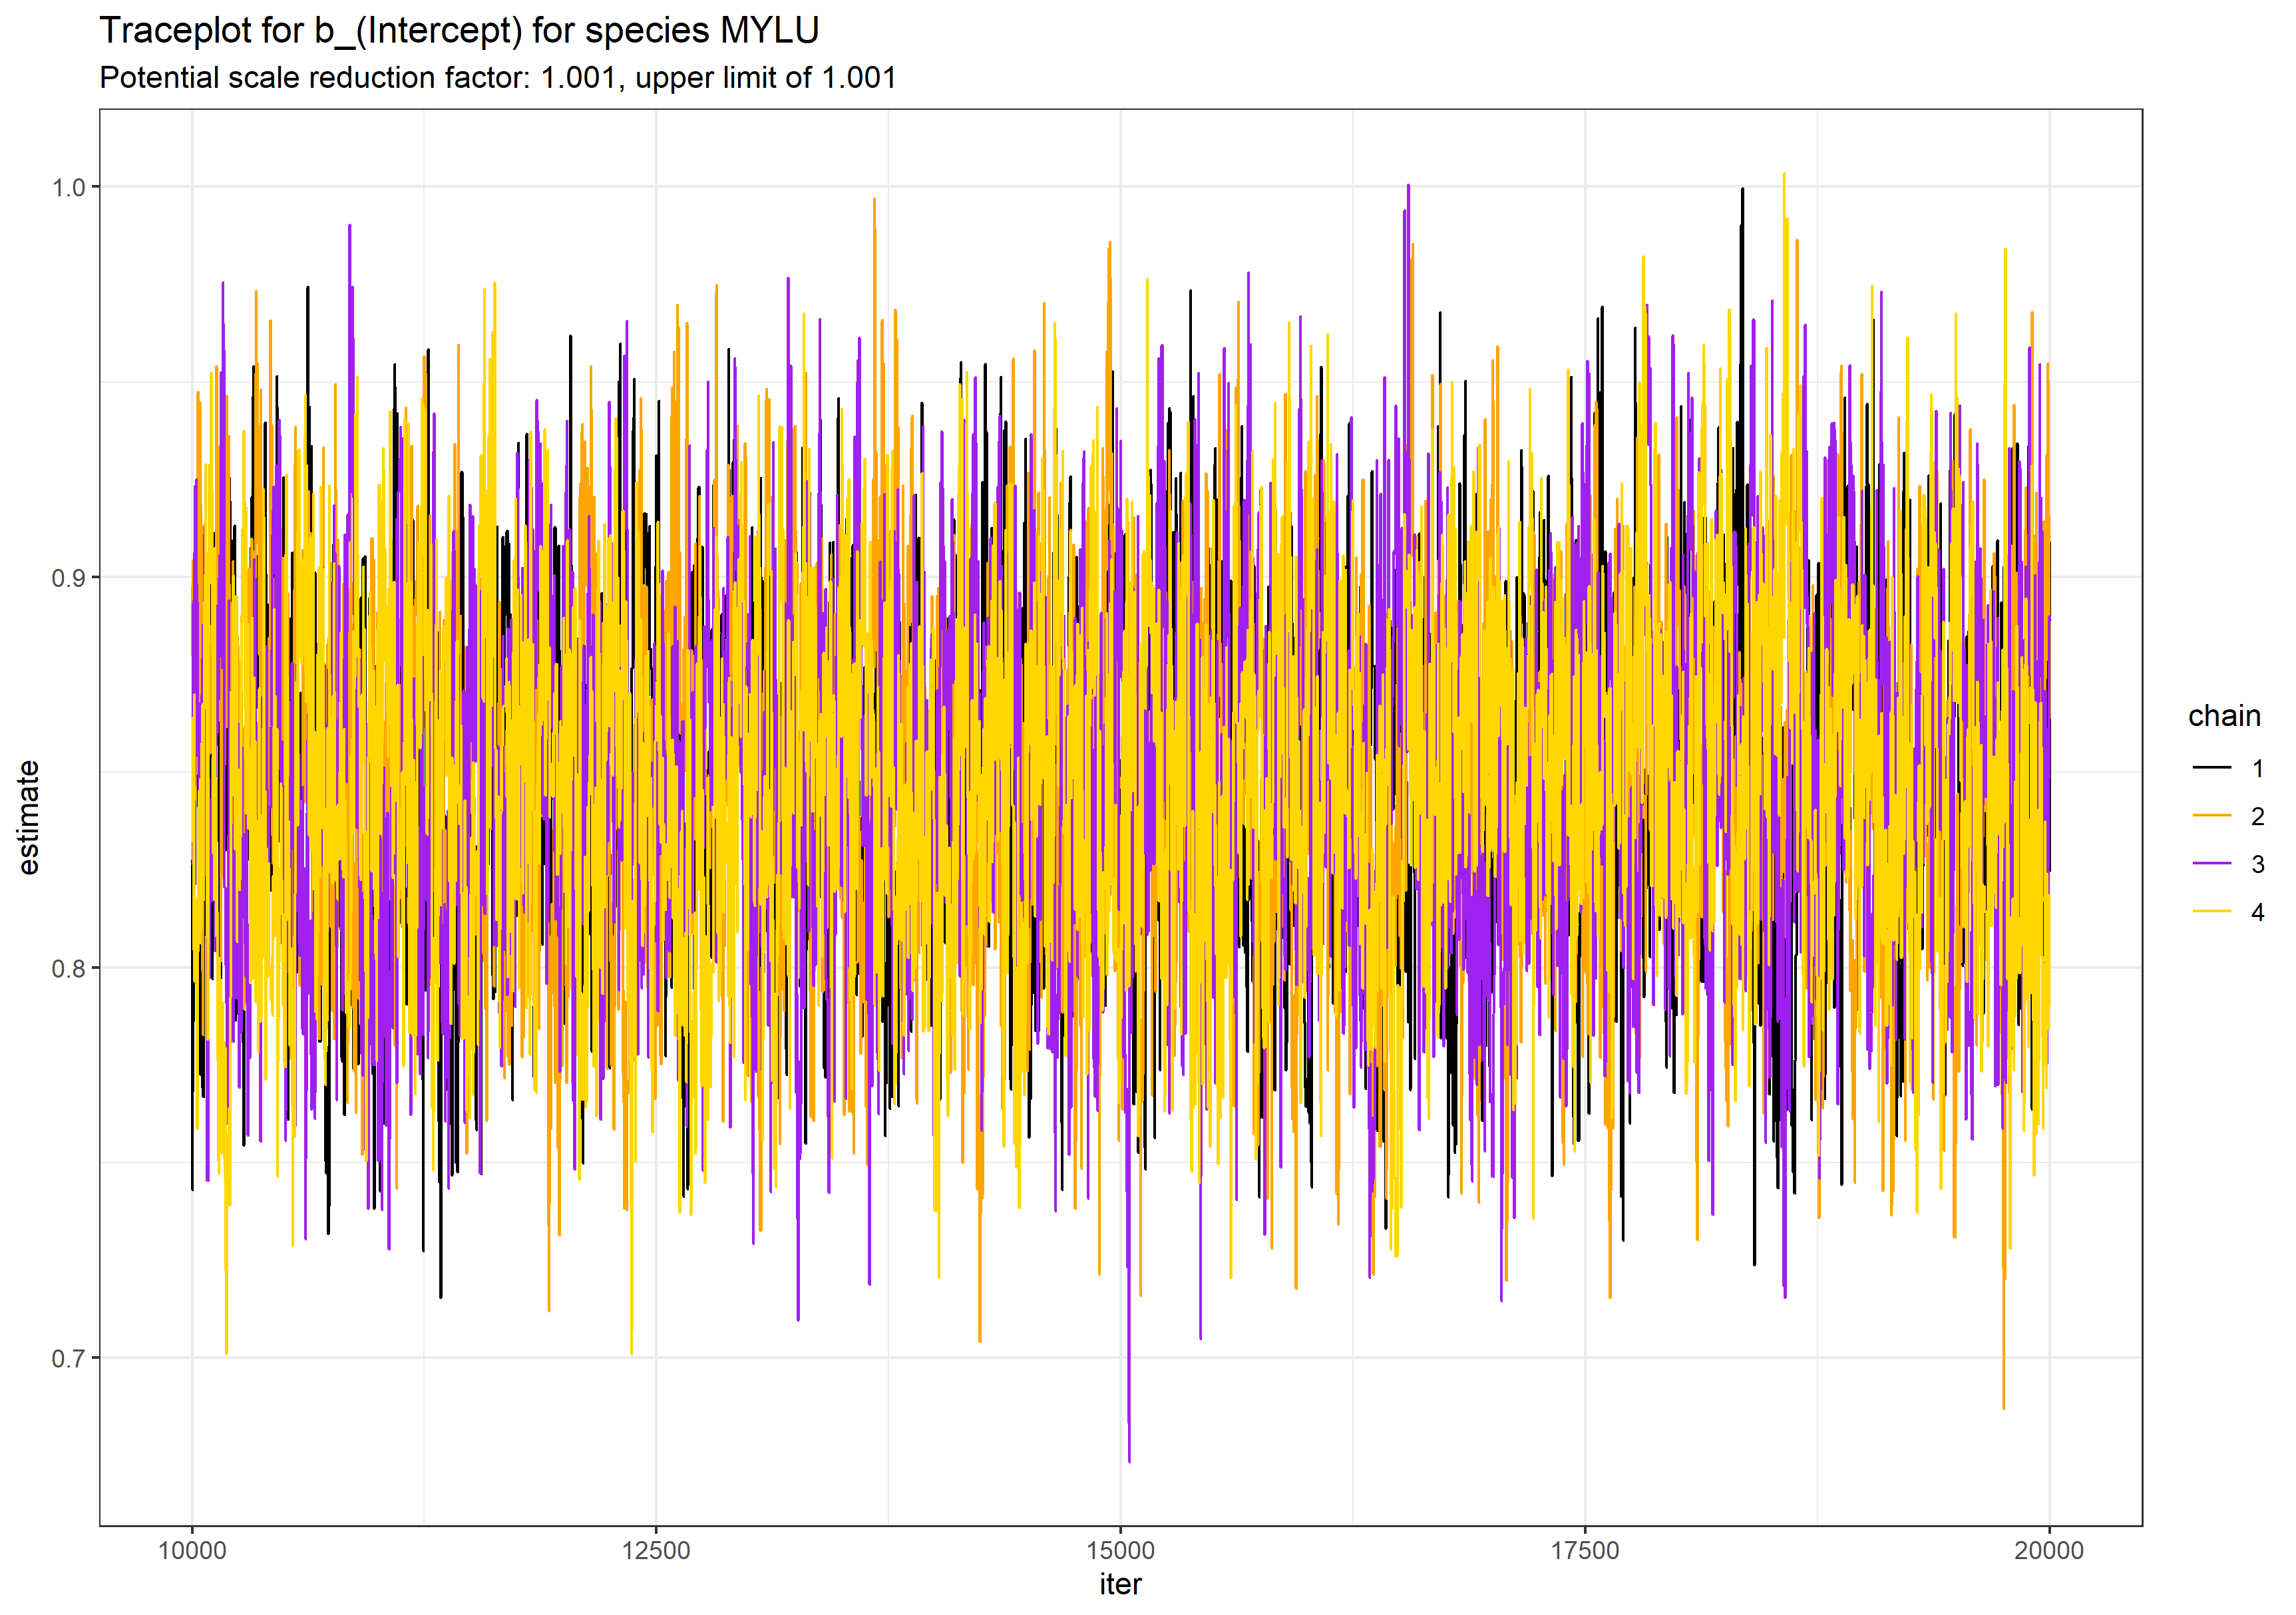 Traceplot for b_(Intercept) for species MYLU
Potential scale reduction factor: 1.001, upper limit of 1.001
1.0
0.9
0.8
0.7
estimate
10000 12500 15000 17500 20000
iter
chain
1
2
3
4